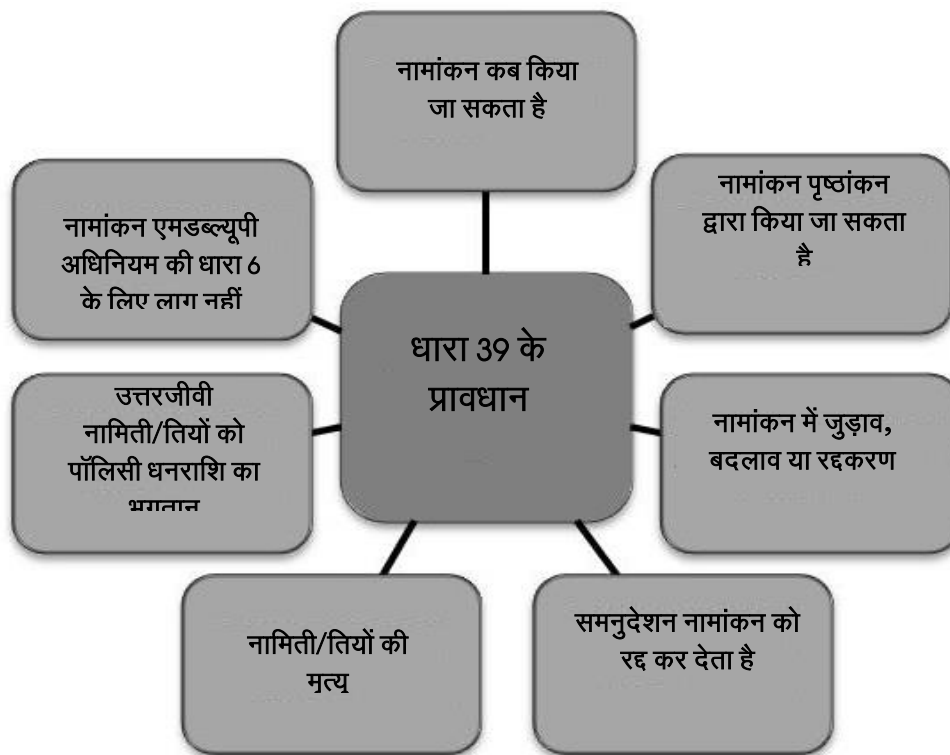 नामांकन कब किया
जा सकता है
नामांकन पृष्ठांकन
द्वारा किया जा सकता
है
नामांकन एमडब्ल्यूपी
अधिनियम की धारा 6
के लिए लागू नहीं
धारा 39 के
प्रावधान
उत्तरजीवी
नामिती/तियों को
पॉलिसी धनराशि का
भुगतान
नामांकन में जुड़ाव,
बदलाव या रद्दकरण
नामिती/तियों की
मृत्यु
समनुदेशन नामांकन को
रद्द कर देता है